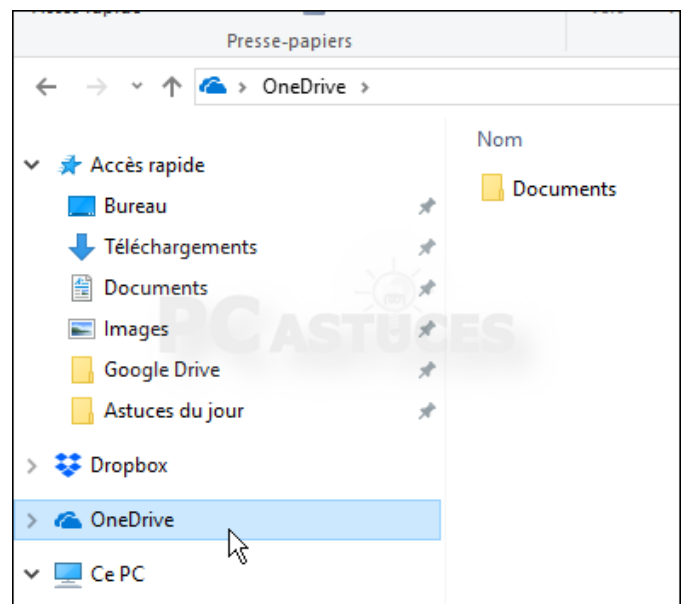 Presse-papiers
OneDrive
Nom
Accès rapide
Documents
Bureau
Téléchargements
Documents
Images
PC ASTUCES
Google Drive
Astuces du jour
Dropbox
OneDrive
Ce PC